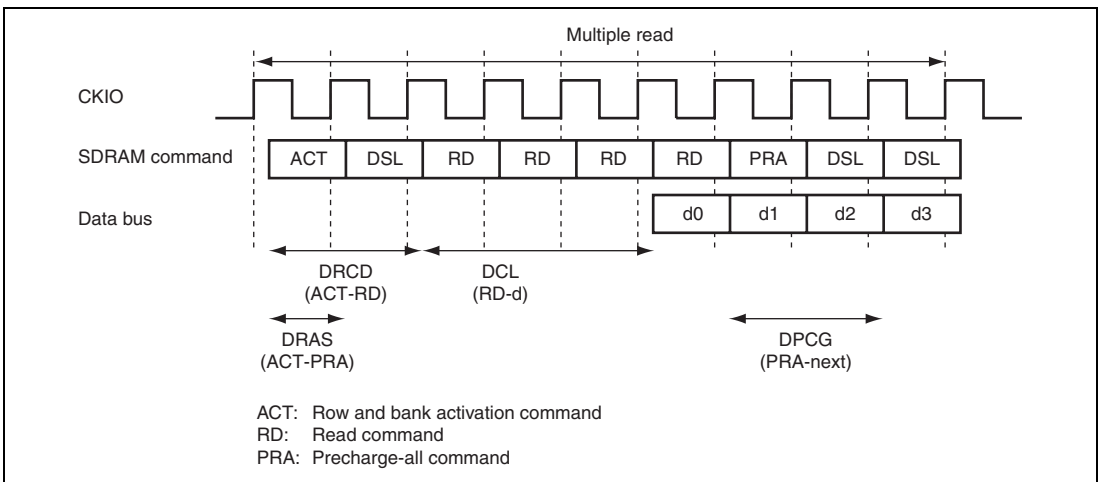 Multiple read
CKIO
SDRAM command ACT DSL RD RD RD RD PRA DSL DSL
Data bus d0 d1 d2 d3
DRCD DCL
(ACT-RD) (RD-d)
DRAS DPCG
(ACT-PRA) (PRA-next)
ACT: Row and bank activation command
RD: Read command
PRA: Precharge-all command